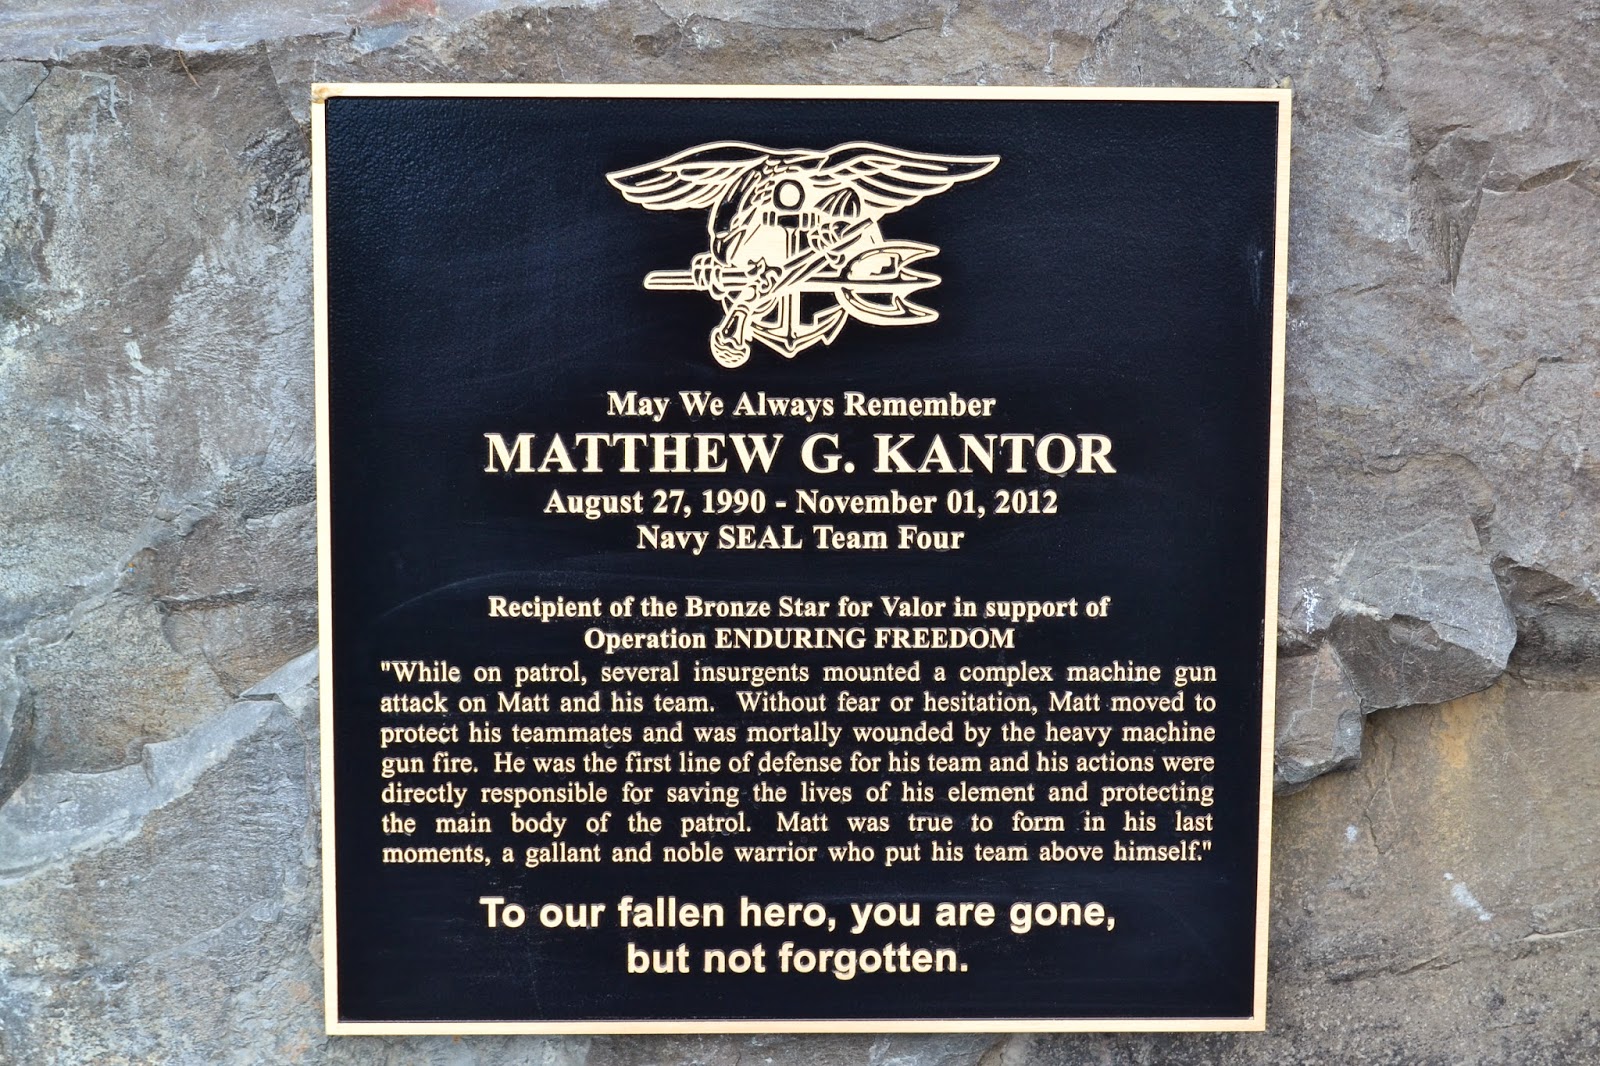 May We Always Remember
MATTHEW G. KANTOR
August 27, 1990 - November 01, 2012
Navy SEAL Team Four
Recipient of the Bronze Star for Valor in support of
Operation ENDURING FREEDOM
"While on patrol, several insurgents mounted a complex machine gun
attack on Matt and his team.  Without fear or hesitation, Matt moved to
protect his teammates and was mortally wounded by the heavy machine
gun fire.  He was the first line of defense for his team and his actions were
directly responsible for saving the lives of his element and protecting
the main body of the patrol.  Matt was true to form in his last
moments, a gallant and noble warrior who put his team above himself."
To our fallen hero, you are gone,
but not forgotten.